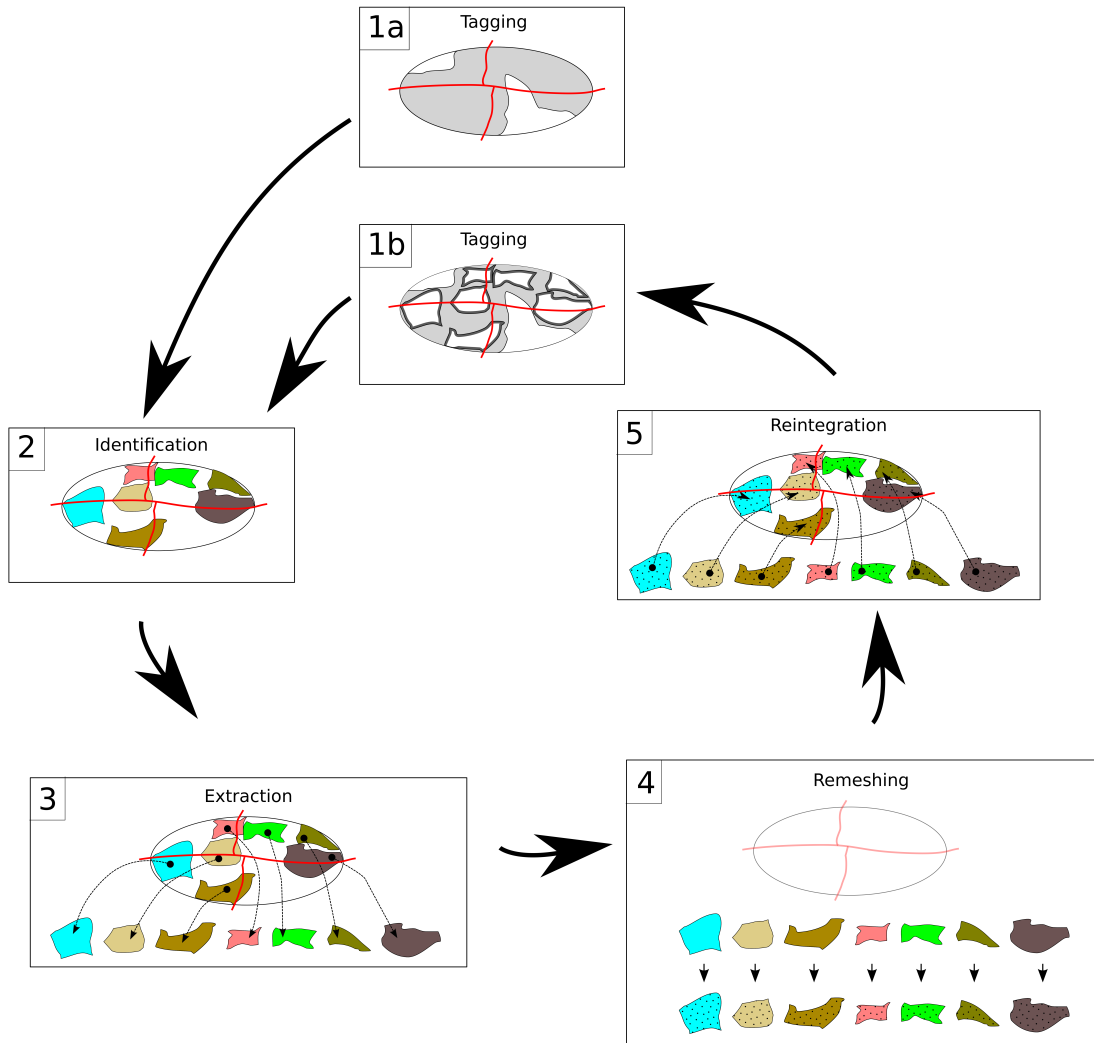 1a
Tagging
1b
Tagging
2
Identification
5
Reintegration
3
Extraction
4
Remeshing